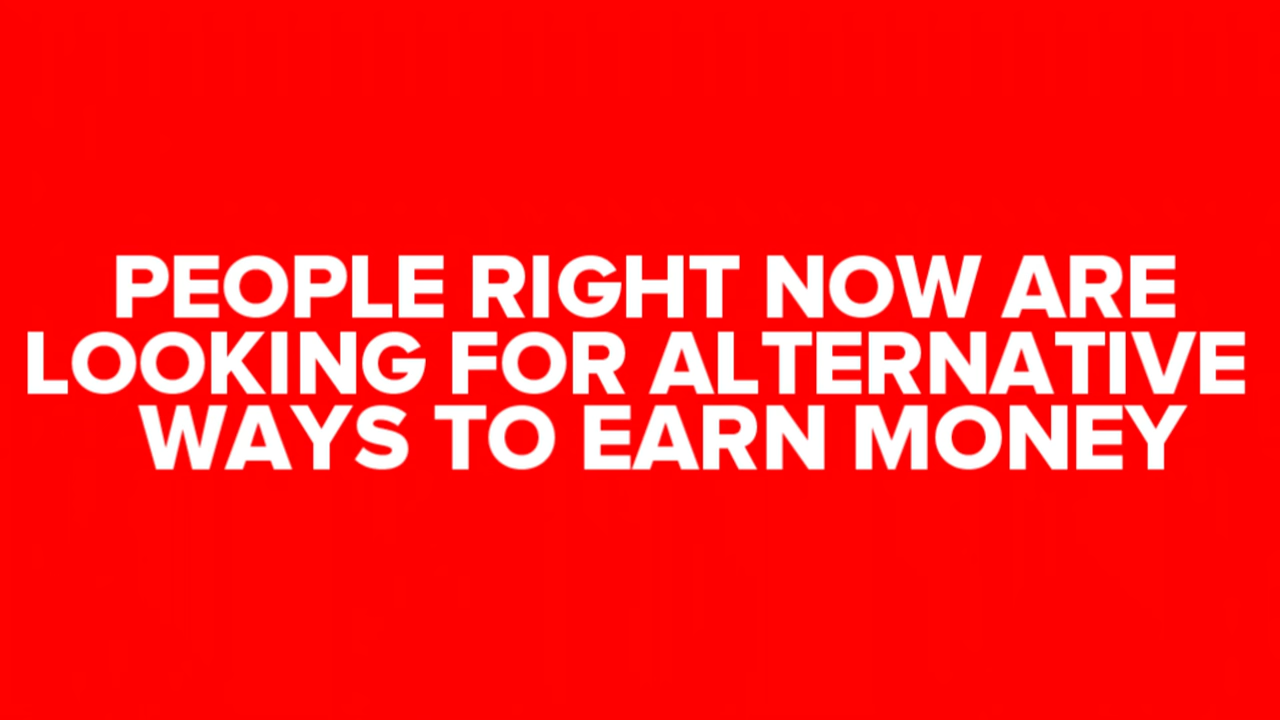 PEOPLE RIGHT NOW ARE
LOOKING FOR ALTERNATIVE
WAYS TO EARN MONEY